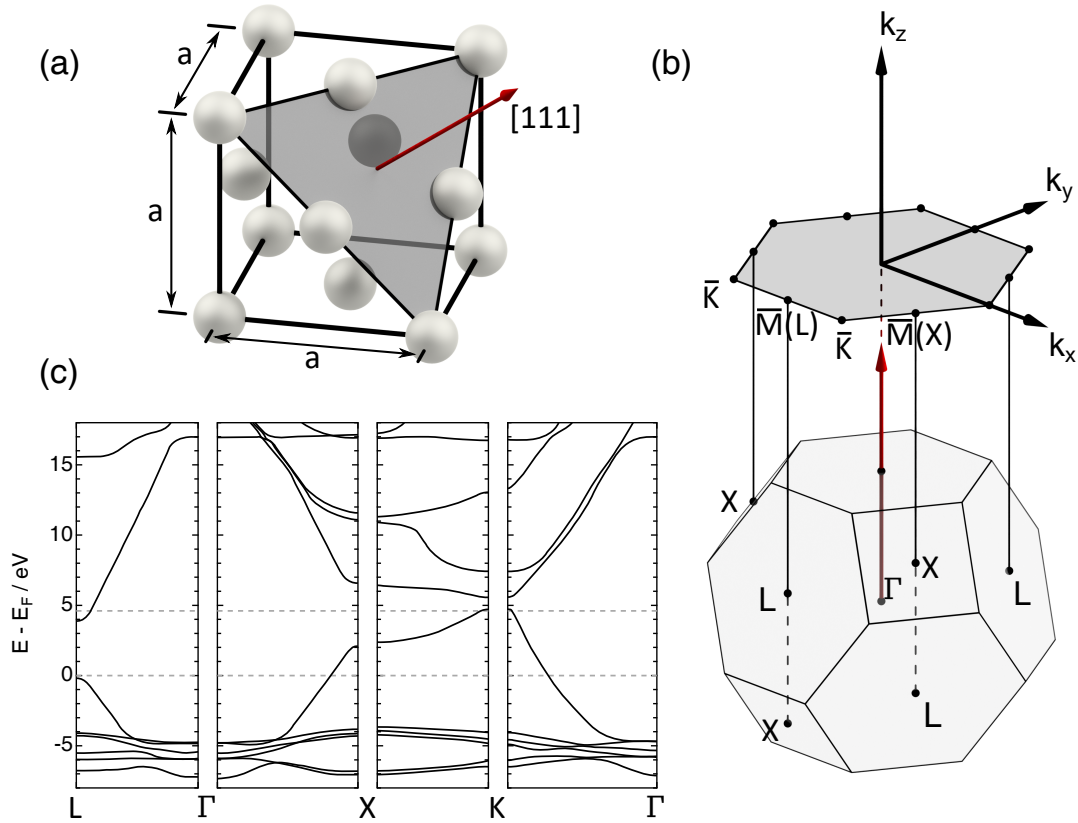 (a)
a
a
a
[111]
(b)
k_z
k_y
k_x
K̅
M̅(L)
K̅
M̅(X)
X
L
Γ
X
L
X
L
(c)
E - E_F / eV
15
10
5
0
-5
L Γ X K Γ